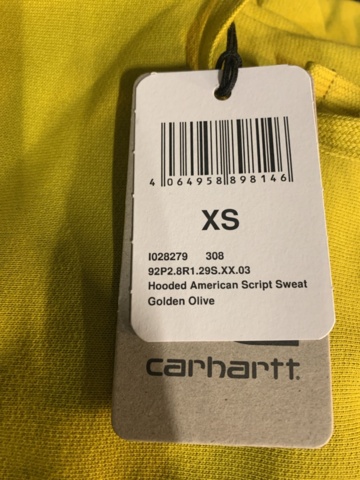 4 064958 898146
XS
I028279 308
92P2.8R1.29S.XX.03
Hooded American Script Sweat
Golden Olive
carhartt.